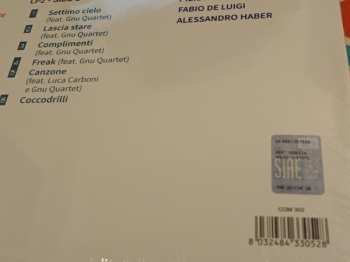 Settimo cielo
(feat. Gnu Quartet)
Lascia stare
(feat. Gnu Quartet)
Complimenti
(feat. Gnu Quartet)
Freak (feat. Gnu Quartet)
Canzone
(feat. Luca Carboni
e Gnu Quartet)
Coccodrilli
FABIO DE LUIGI
ALESSANDRO HABER
SIAE
8 032484 330528